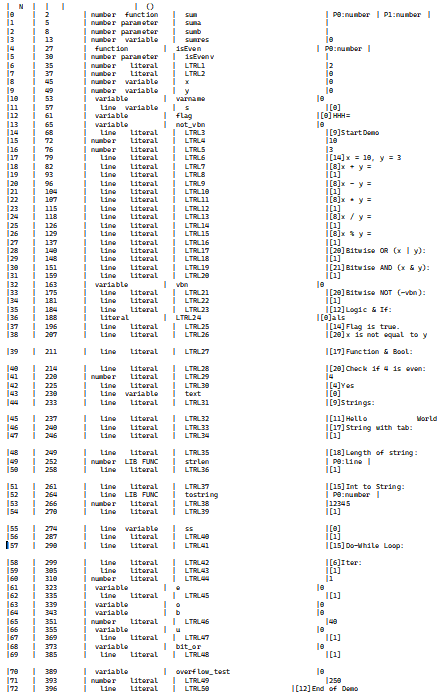 | N | | | | ()
|0 | 2 | number function | sum | P0:number | P1:number |
|1 | 5 | number parameter | suma |
|2 | 8 | number parameter | sumb |
|3 | 13 | number variable | sumres |0
|4 | 27 | function | isEven | P0:number |
|5 | 30 | number parameter | isEvenv |
|6 | 35 | number literal | LTRL1 |2
|7 | 37 | number literal | LTRL2 |0
|8 | 45 | number variable | x |0
|9 | 49 | number variable | y |0
|10 | 53 | variable | varname |0
|11 | 57 | line variable | s |[0]
|12 | 61 | variable | flag |[0]HHH=
|13 | 65 | variable | not_vbn |0
|14 | 68 | line literal | LTRL3 |[9]StartDemo
|15 | 72 | number literal | LTRL4 |10
|16 | 76 | number literal | LTRL5 |3
|17 | 79 | line literal | LTRL6 |[14]x = 10, y = 3
|18 | 82 | line literal | LTRL7 |[8]x + y =
|19 | 93 | line literal | LTRL8 |[1]
|20 | 96 | line literal | LTRL9 |[8]x - y =
|21 | 104 | line literal | LTRL10 |[1]
|22 | 107 | line literal | LTRL11 |[8]x * y =
|23 | 115 | line literal | LTRL12 |[1]
|24 | 118 | line literal | LTRL13 |[8]x / y =
|25 | 126 | line literal | LTRL14 |[1]
|26 | 129 | line literal | LTRL15 |[8]x % y =
|27 | 137 | line literal | LTRL16 |[1]
|28 | 140 | line literal | LTRL17 |[20]Bitwise OR (x | y):
|29 | 148 | line literal | LTRL18 |[1]
|30 | 151 | line literal | LTRL19 |[21]Bitwise AND (x & y):
|31 | 159 | line literal | LTRL20 |[1]
|32 | 163 | variable | vbn |0
|33 | 175 | line literal | LTRL21 |[20]Bitwise NOT (~vbn):
|34 | 181 | line literal | LTRL22 |[1]
|35 | 184 | line literal | LTRL23 |[12]Logic & If:
|36 | 188 | literal | LTRL24 |[0]als
|37 | 196 | line literal | LTRL25 |[14]Flag is true.
|38 | 207 | line literal | LTRL26 |[20]x is not equal to y
|39 | 211 | line literal | LTRL27 |[17]Function & Bool:
|40 | 214 | line literal | LTRL28 |[20]Check if 4 is even:
|41 | 220 | number literal | LTRL29 |4
|42 | 225 | line literal | LTRL30 |[4]Yes
|43 | 230 | line variable | text |[0]
|44 | 233 | line literal | LTRL31 |[9]Strings:
|45 | 237 | line literal | LTRL32 |[11]Hello World
|46 | 240 | line literal | LTRL33 |[17]String with tab:
|47 | 246 | line literal | LTRL34 |[1]
|48 | 249 | line literal | LTRL35 |[18]Length of string:
|49 | 252 | number LIB FUNC | strlen | P0:line |
|50 | 258 | line literal | LTRL36 |[1]
|51 | 261 | line literal | LTRL37 |[15]Int to String:
|52 | 264 | line LIB FUNC | tostring | P0:number |
|53 | 266 | number literal | LTRL38 |12345
|54 | 270 | line literal | LTRL39 |[1]
|55 | 274 | line variable | ss |[0]
|56 | 287 | line literal | LTRL40 |[1]
|57 | 290 | line literal | LTRL41 |[15]Do-While Loop:
|58 | 299 | line literal | LTRL42 |[6]Iter:
|59 | 305 | line literal | LTRL43 |[1]
|60 | 310 | number literal | LTRL44 |1
|61 | 323 | variable | e |0
|62 | 335 | line literal | LTRL45 |[1]
|63 | 339 | variable | o |0
|64 | 343 | variable | b |0
|65 | 351 | number literal | LTRL46 |40
|66 | 355 | variable | u |0
|67 | 369 | line literal | LTRL47 |[1]
|68 | 373 | variable | bit_or |0
|69 | 385 | line literal | LTRL48 |[1]
|70 | 389 | variable | overflow_test |0
|71 | 393 | number literal | LTRL49 |250
|72 | 396 | line literal | LTRL50 |[12]End of Demo